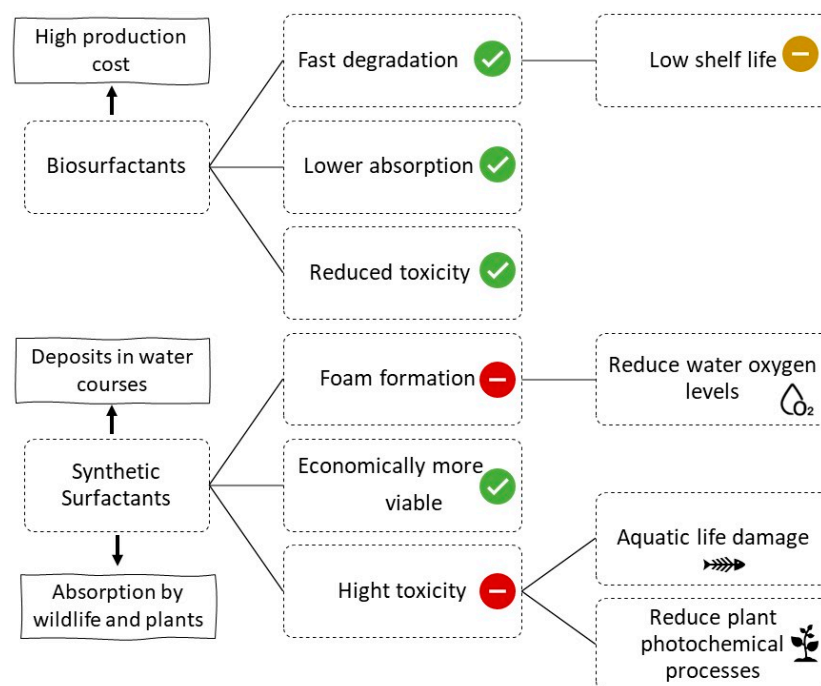 High production
cost
Biosurfactants
Fast degradation
Low shelf life
Lower absorption
Reduced toxicity
Deposits in water
courses
Synthetic
Surfactants
Absorption by
wildlife and plants
Foam formation
Reduce water oxygen
levels
O₂
Economically more
viable
Hight toxicity
Aquatic life damage
Reduce plant
photochemical
processes